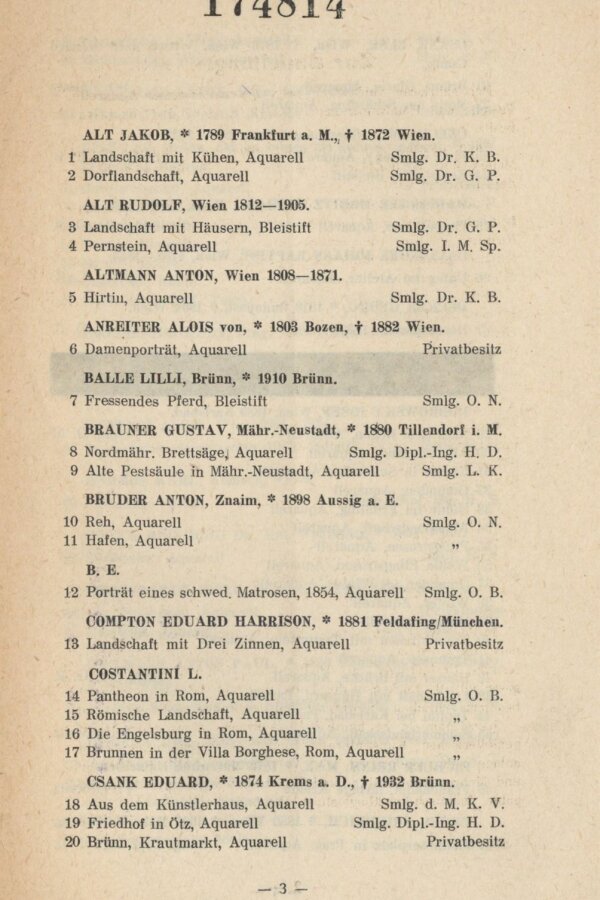 174814
ALT JAKOB, * 1789 Frankfurt a. M., † 1872 Wien.
1 Landschaft mit Kühen, Aquarell Smlg. Dr. K. B.
2 Dorflandschaft, Aquarell Smlg. Dr. G. P.
ALT RUDOLF, Wien 1812—1905.
3 Landschaft mit Häusern, Bleistift Smlg. Dr. G. P.
4 Pernstein, Aquarell Smlg. I. M. Sp.
ALTMANN ANTON, Wien 1808—1871.
5 Hirtin, Aquarell Smlg. Dr. K. B.
ANREITER ALOIS von, * 1803 Bozen, † 1882 Wien.
6 Damenporträt, Aquarell Privatbesitz
BALLE LILLI, Brünn, * 1910 Brünn.
7 Fressendes Pferd, Bleistift Smlg. O. N.
BRAUNER GUSTAV, Mähr.-Neustadt, * 1880 Tillendorf i. M.
8 Nordmähr. Brettsäge, Aquarell Smlg. Dipl.-Ing. H. D.
9 Alte Pestsäule in Mähr.-Neustadt, Aquarell Smlg. L. K.
BRUDER ANTON, Znaim, * 1898 Aussig a. E.
10 Reh, Aquarell Smlg. O. N.
11 Hafen, Aquarell „
B. E.
12 Porträt eines schwed. Matrosen, 1854, Aquarell Smlg. O. B.
COMPTON EDUARD HARRISON, * 1881 Feldafing/München.
13 Landschaft mit Drei Zinnen, Aquarell Privatbesitz
COSTANTINI L.
14 Pantheon in Rom, Aquarell Smlg. O. B.
15 Römische Landschaft, Aquarell „
16 Die Engelsburg in Rom, Aquarell „
17 Brunnen in der Villa Borghese, Rom, Aquarell „
CSANK EDUARD, * 1874 Krems a. D., † 1932 Brünn.
18 Aus dem Künstlerhaus, Aquarell Smlg. d. M. K. V.
19 Friedhof in Ötz, Aquarell Smlg. Dipl.-Ing. H. D.
20 Brünn, Krautmarkt, Aquarell Privatbesitz
— 3 —